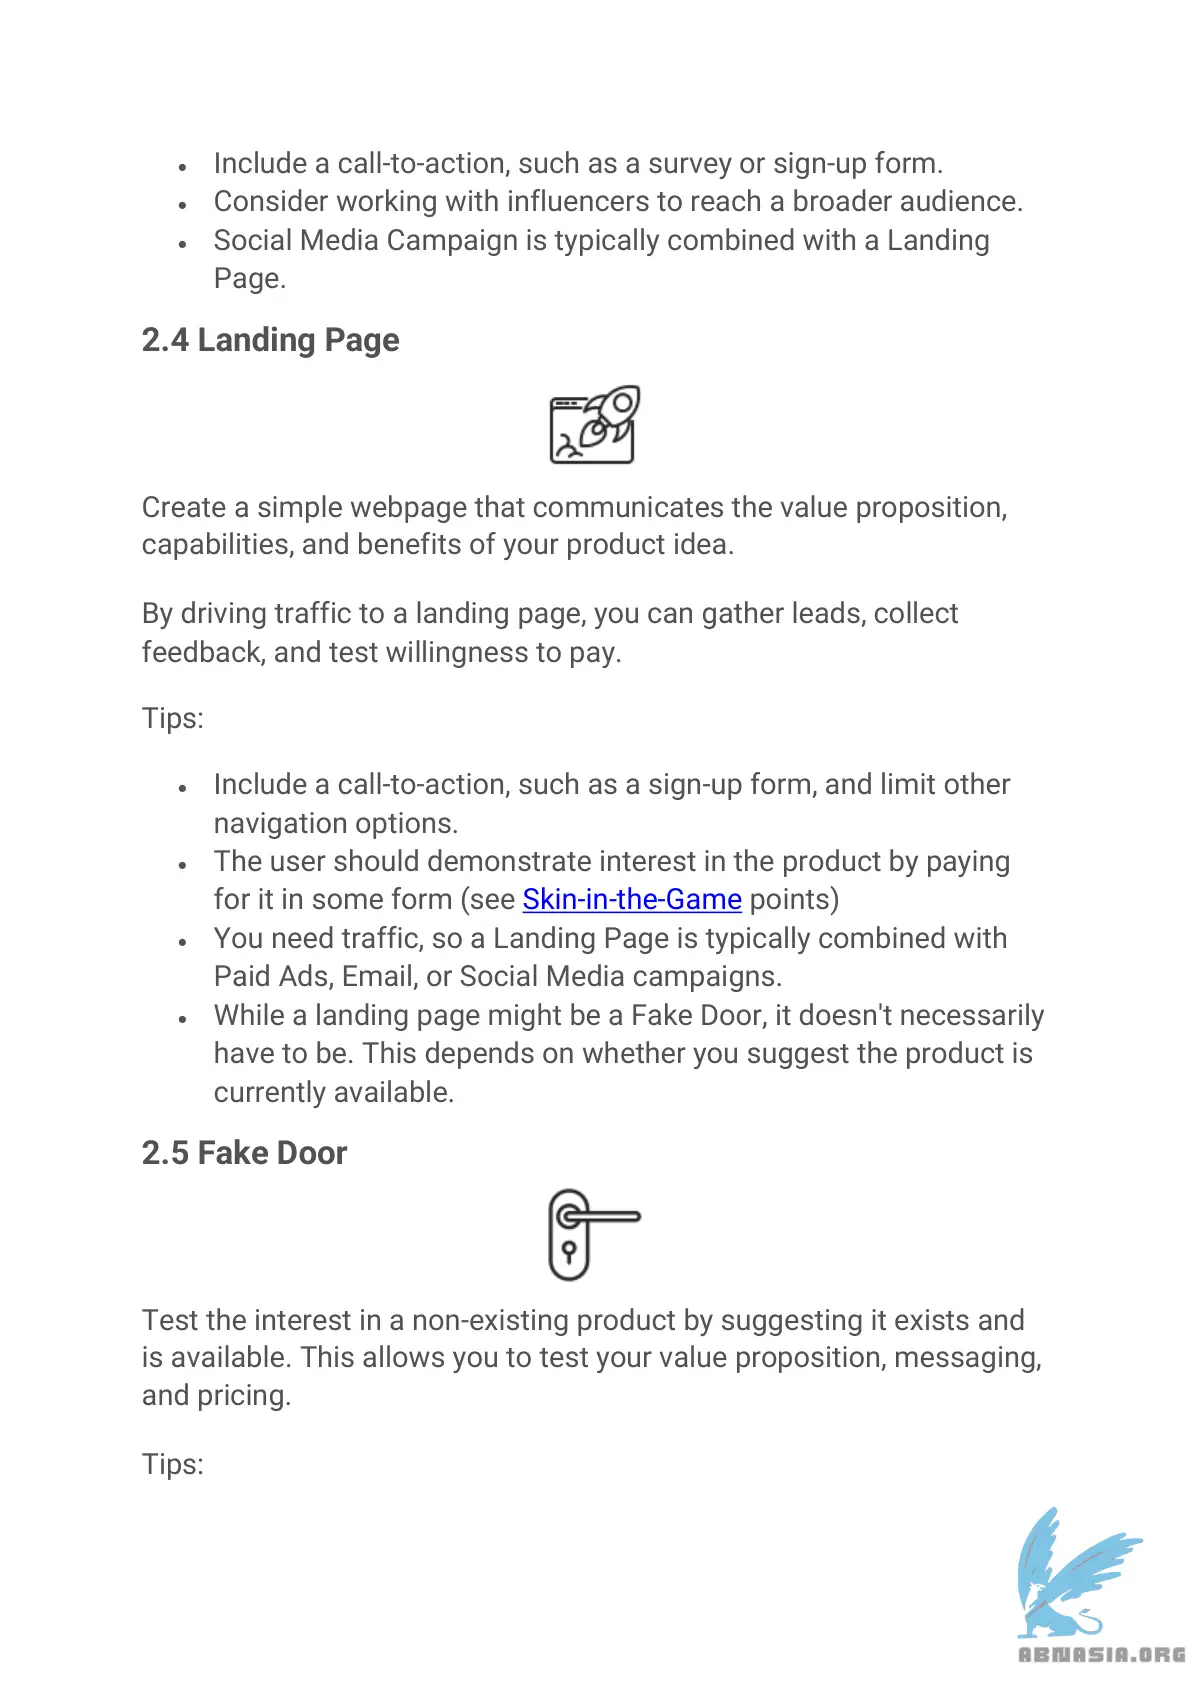 • Include a call-to-action, such as a survey or sign-up form.
• Consider working with influencers to reach a broader audience.
• Social Media Campaign is typically combined with a Landing
Page.
2.4 Landing Page
Create a simple webpage that communicates the value proposition,
capabilities, and benefits of your product idea.
By driving traffic to a landing page, you can gather leads, collect
feedback, and test willingness to pay.
Tips:
• Include a call-to-action, such as a sign-up form, and limit other
navigation options.
• The user should demonstrate interest in the product by paying
for it in some form (see Skin-in-the-Game points)
• You need traffic, so a Landing Page is typically combined with
Paid Ads, Email, or Social Media campaigns.
• While a landing page might be a Fake Door, it doesn't necessarily
have to be. This depends on whether you suggest the product is
currently available.
2.5 Fake Door
Test the interest in a non-existing product by suggesting it exists and
is available. This allows you to test your value proposition, messaging,
and pricing.
Tips:
ABNASIA.ORG